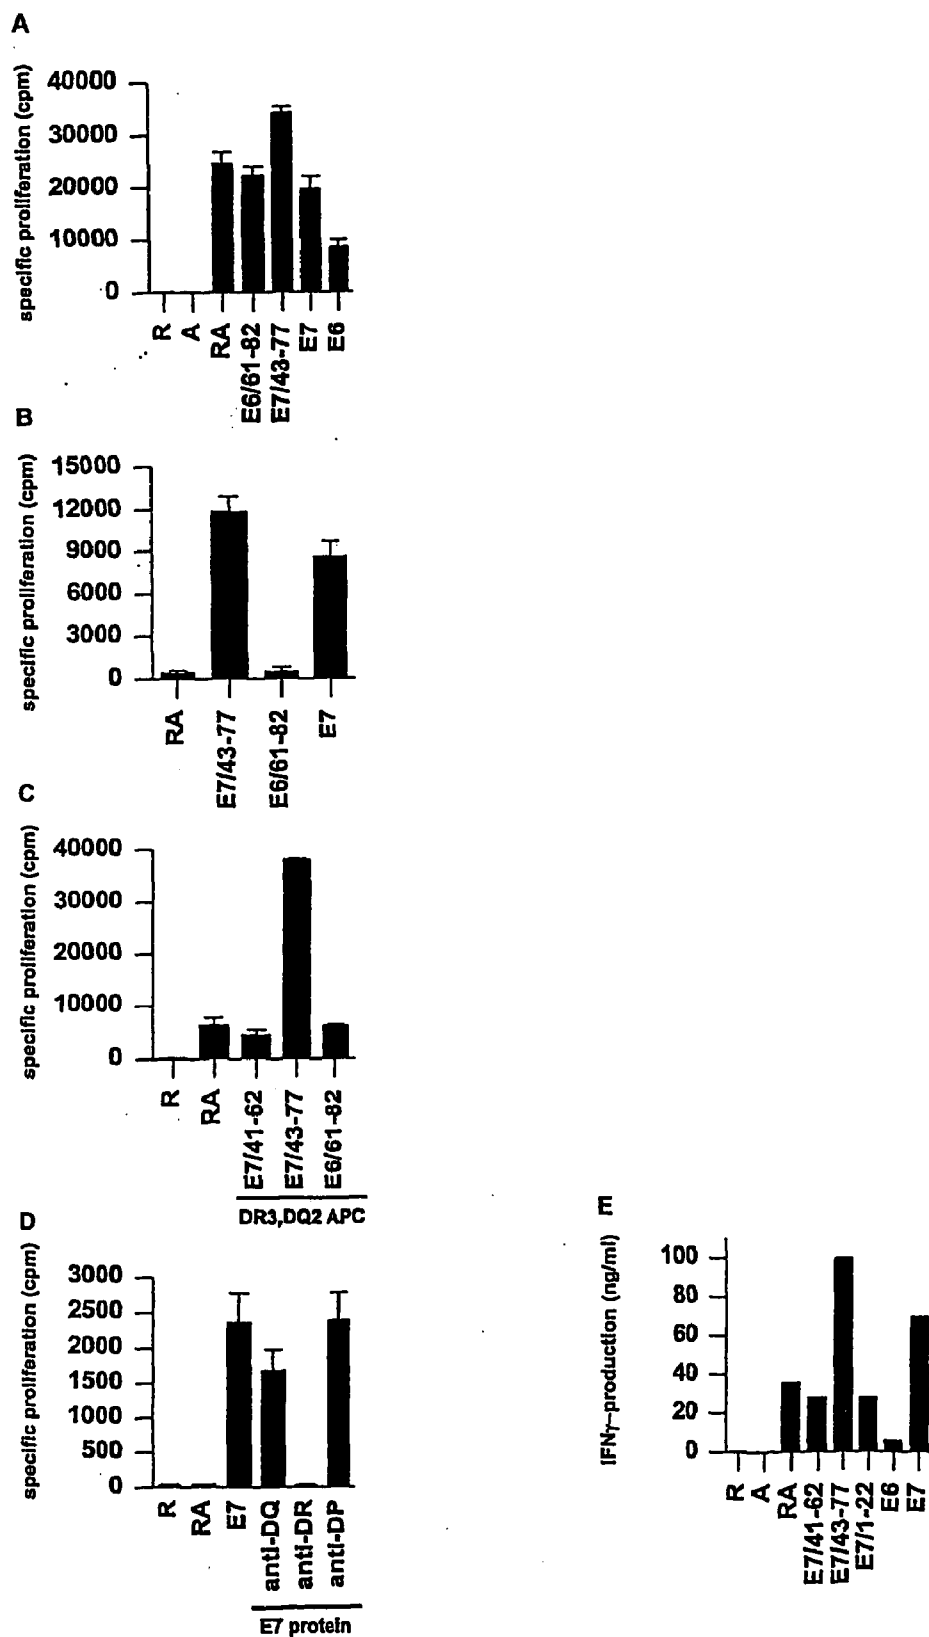 A
specific proliferation (cpm)
40000
30000
20000
10000
0
R
A
RA
E6/61-82
E7/43-77
E7
E6
B
specific proliferation (cpm)
15000
12000
9000
6000
3000
0
RA
E7/43-77
E6/61-82
E7
C
specific proliferation (cpm)
40000
30000
20000
10000
0
R
RA
E7/41-62
E7/43-77
E6/61-82
DR3,DQ2 APC
D
specific proliferation (cpm)
3000
2500
2000
1500
1000
500
0
R
RA
E7
anti-DQ
anti-DR
anti-DP
E7 protein
E
IFNγ-production (ng/ml)
100
80
60
40
20
0
R
A
RA
E7/41-62
E7/43-77
E7/1-22
E6
E7